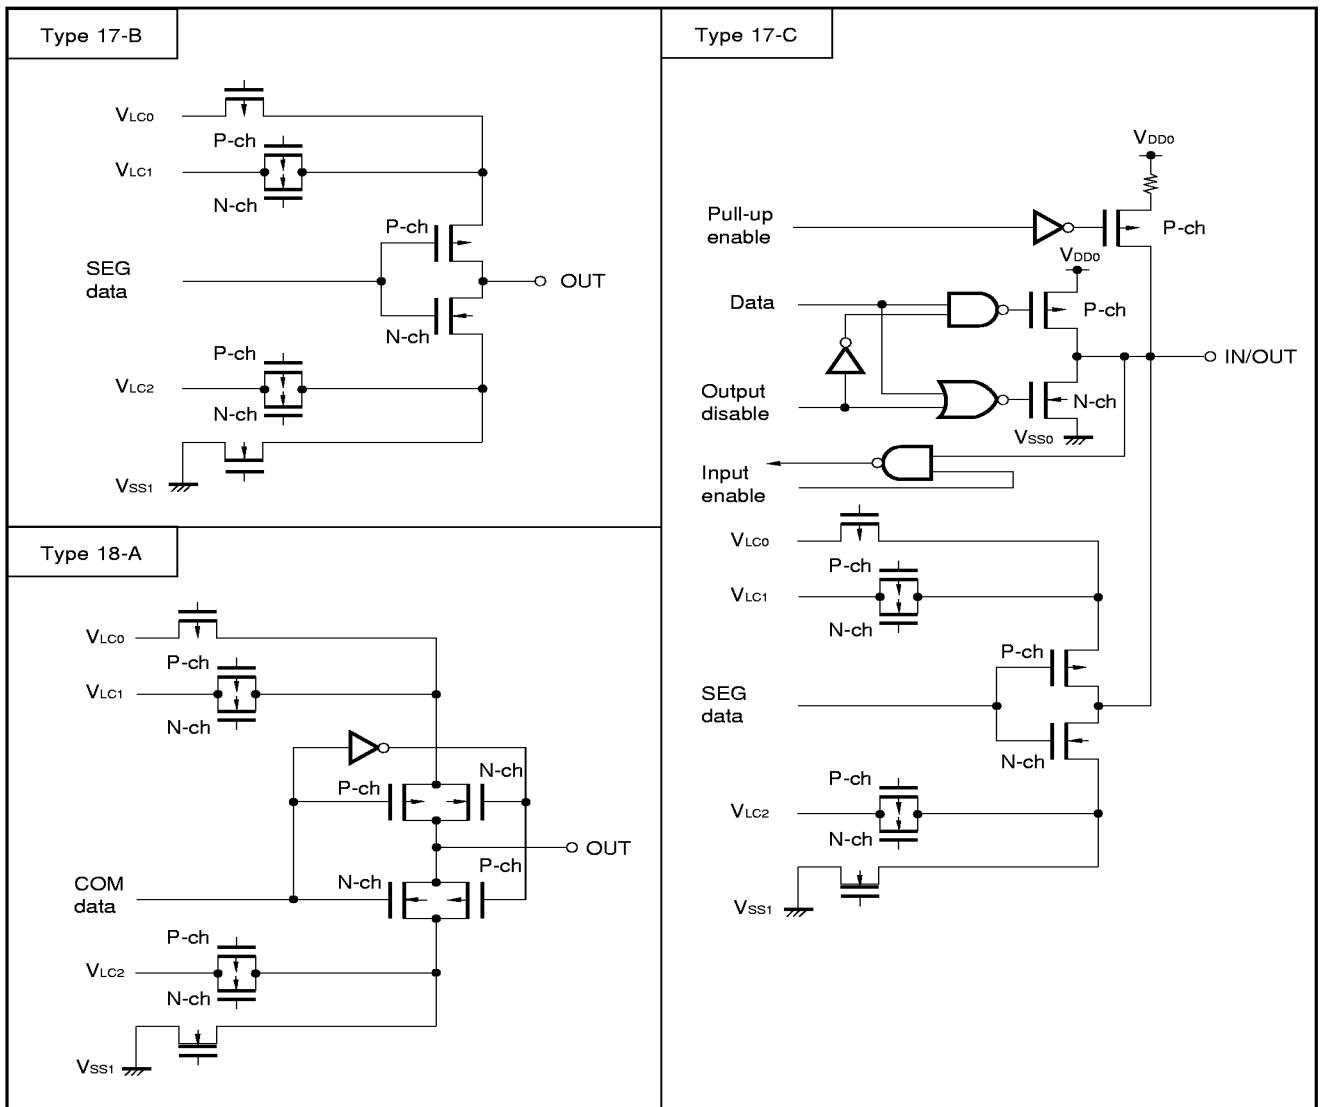 Type 17-B
VLC0
P-ch
VLC1
N-ch
P-ch
SEG
data
OUT
N-ch
P-ch
VLC2
N-ch
VSS1
Type 18-A
VLC0
P-ch
VLC1
N-ch
N-ch
P-ch
OUT
P-ch
N-ch
COM
data
P-ch
VLC2
N-ch
VSS1
Type 17-C
VDD0
Pull-up
enable
P-ch
VDD0
Data
P-ch
IN/OUT
Output
disable
N-ch
VSS0
Input
enable
VLC0
P-ch
VLC1
N-ch
P-ch
SEG
data
N-ch
P-ch
VLC2
N-ch
VSS1